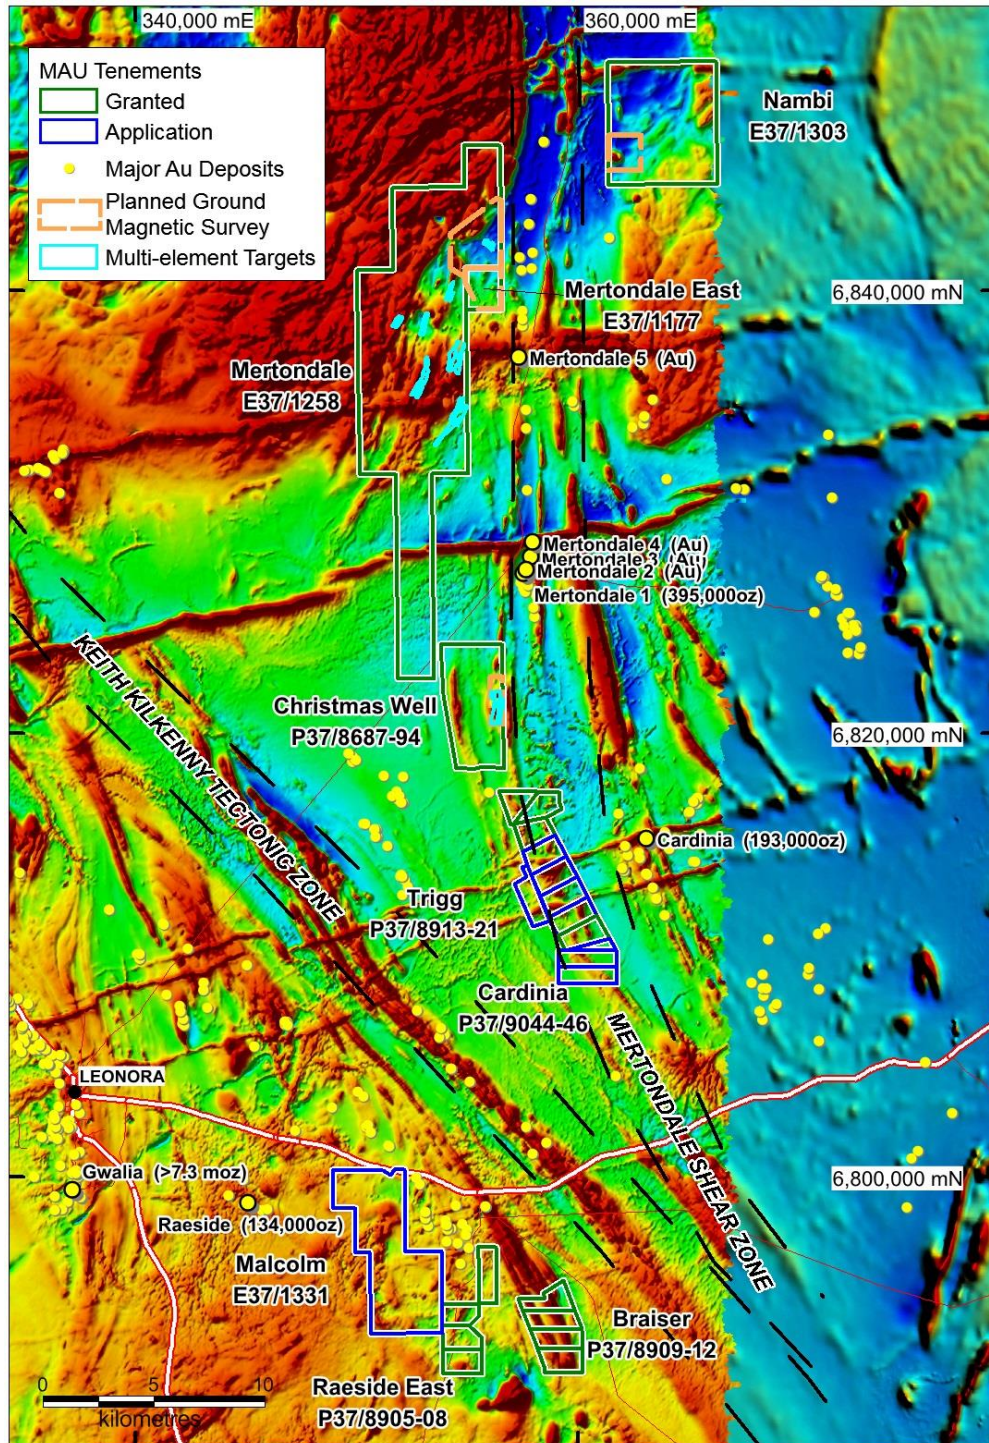 340,000 mE
360,000 mE
MAU Tenements
Granted
Application
Major Au Deposits
Planned Ground
Magnetic Survey
Multi-element Targets
Nambi
E37/1303
6,840,000 mN
Mertondale East
E37/1177
Mertondale 5 (Au)
Mertondale
E37/1258
Mertondale 4 (Au)
Mertondale 3 (Au)
Mertondale 2 (Au)
Mertondale 1 (395,000oz)
KEITH KILKENNY TECTONIC ZONE
Christmas Well
P37/8687-94
6,820,000 mN
Cardinia (193,000oz)
Trigg
P37/8913-21
Cardinia
P37/9044-46
MERTONDALE SHEAR ZONE
LEONORA
Gwalia (>7.3 moz)
6,800,000 mN
Raeside (134,000oz)
Malcolm
E37/1331
Braiser
P37/8909-12
Raeside East
P37/8905-08
0 5 10
kilometres